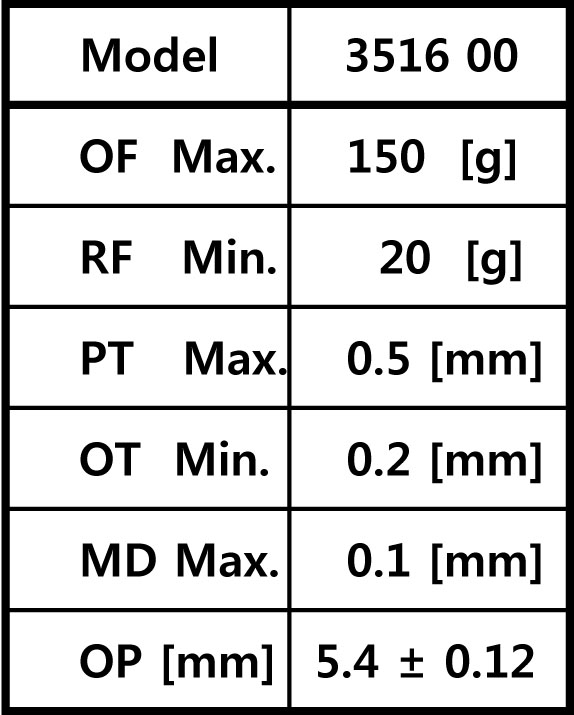 Model 3516 00
OF Max. 150 [g]
RF Min. 20 [g]
PT Max. 0.5 [mm]
OT Min. 0.2 [mm]
MD Max. 0.1 [mm]
OP [mm] 5.4 ± 0.12